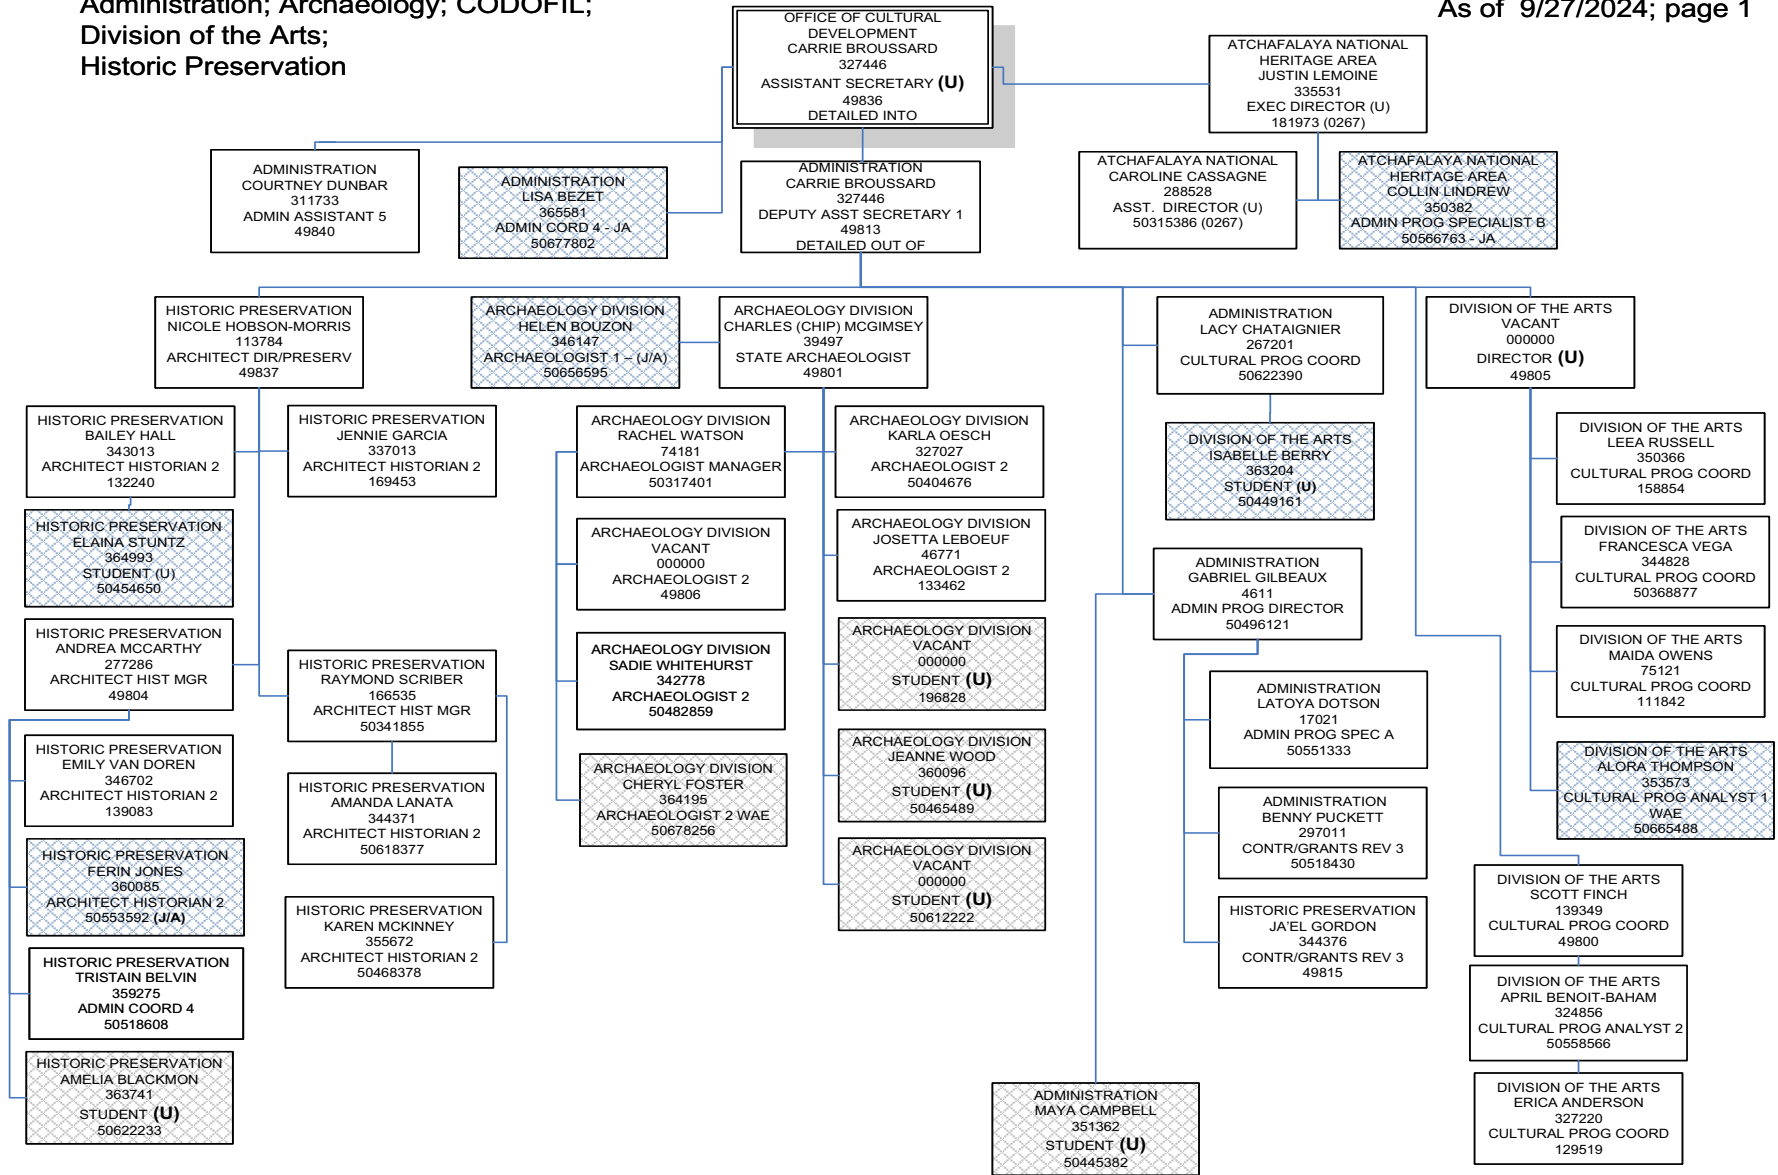 Administration; Archaeology; CODOFIL;
Division of the Arts;
Historic Preservation
As of 9/27/2024; page 1
OFFICE OF CULTURAL
DEVELOPMENT
CARRIE BROUSSARD
327446
ASSISTANT SECRETARY (U)
49836
DETAILED INTO
ATCHAFALAYA NATIONAL
HERITAGE AREA
JUSTIN LEMOINE
335531
EXEC DIRECTOR (U)
181973 (0267)
ADMINISTRATION
COURTNEY DUNBAR
311733
ADMIN ASSISTANT 5
49840
ADMINISTRATION
LISA BEZET
365581
ADMIN CORD 4 - JA
50677802
ADMINISTRATION
CARRIE BROUSSARD
327446
DEPUTY ASST SECRETARY 1
49813
DETAILED OUT OF
ATCHAFALAYA NATIONAL
CAROLINE CASSAGNE
288528
ASST. DIRECTOR (U)
50315386 (0267)
ATCHAFALAYA NATIONAL
HERITAGE AREA
COLLIN LINDREW
350382
ADMIN PROG SPECIALIST B
50566763 - JA
HISTORIC PRESERVATION
NICOLE HOBSON-MORRIS
113784
ARCHITECT DIR/PRESERV
49837
ARCHAEOLOGY DIVISION
HELEN BOUZON
346147
ARCHAEOLOGIST 1 – (J/A)
50656595
ARCHAEOLOGY DIVISION
CHARLES (CHIP) MCGIMSEY
39497
STATE ARCHAEOLOGIST
49801
ADMINISTRATION
LACY CHATAIGNIER
267201
CULTURAL PROG COORD
50622390
DIVISION OF THE ARTS
VACANT
000000
DIRECTOR (U)
49805
HISTORIC PRESERVATION
BAILEY HALL
343013
ARCHITECT HISTORIAN 2
132240
HISTORIC PRESERVATION
JENNIE GARCIA
337013
ARCHITECT HISTORIAN 2
169453
ARCHAEOLOGY DIVISION
RACHEL WATSON
74181
ARCHAEOLOGIST MANAGER
50317401
ARCHAEOLOGY DIVISION
KARLA OESCH
327027
ARCHAEOLOGIST 2
50404676
DIVISION OF THE ARTS
ISABELLE BERRY
363204
STUDENT (U)
50449161
DIVISION OF THE ARTS
LEEA RUSSELL
350366
CULTURAL PROG COORD
158854
HISTORIC PRESERVATION
ELAINA STUNTZ
364993
STUDENT (U)
50454650
ARCHAEOLOGY DIVISION
VACANT
000000
ARCHAEOLOGIST 2
49806
ARCHAEOLOGY DIVISION
JOSETTA LEBOEUF
46771
ARCHAEOLOGIST 2
133462
ADMINISTRATION
GABRIEL GILBEAUX
4611
ADMIN PROG DIRECTOR
50496121
DIVISION OF THE ARTS
FRANCESCA VEGA
344828
CULTURAL PROG COORD
50368877
HISTORIC PRESERVATION
ANDREA MCCARTHY
277286
ARCHITECT HIST MGR
49804
HISTORIC PRESERVATION
RAYMOND SCRIBER
166535
ARCHITECT HIST MGR
50341855
ARCHAEOLOGY DIVISION
SADIE WHITEHURST
342778
ARCHAEOLOGIST 2
50482859
ARCHAEOLOGY DIVISION
VACANT
000000
STUDENT (U)
196828
ADMINISTRATION
LATOYA DOTSON
17021
ADMIN PROG SPEC A
50551333
DIVISION OF THE ARTS
MAIDA OWENS
75121
CULTURAL PROG COORD
111842
HISTORIC PRESERVATION
EMILY VAN DOREN
346702
ARCHITECT HISTORIAN 2
139083
HISTORIC PRESERVATION
AMANDA LANATA
344371
ARCHITECT HISTORIAN 2
50618377
ARCHAEOLOGY DIVISION
CHERYL FOSTER
364195
ARCHAEOLOGIST 2 WAE
50678256
ARCHAEOLOGY DIVISION
JEANNE WOOD
360096
STUDENT (U)
50465489
ADMINISTRATION
BENNY PUCKETT
297011
CONTR/GRANTS REV 3
50518430
DIVISION OF THE ARTS
ALORA THOMPSON
353573
CULTURAL PROG ANALYST 1
WAE
50665488
HISTORIC PRESERVATION
FERIN JONES
360085
ARCHITECT HISTORIAN 2
50553592 (J/A)
HISTORIC PRESERVATION
KAREN MCKINNEY
355672
ARCHITECT HISTORIAN 2
50468378
ARCHAEOLOGY DIVISION
VACANT
000000
STUDENT (U)
50612222
HISTORIC PRESERVATION
JA'EL GORDON
344376
CONTR/GRANTS REV 3
49815
DIVISION OF THE ARTS
SCOTT FINCH
139349
CULTURAL PROG COORD
49800
HISTORIC PRESERVATION
TRISTAIN BELVIN
359275
ADMIN COORD 4
50518608
DIVISION OF THE ARTS
APRIL BENOIT-BAHAM
324856
CULTURAL PROG ANALYST 2
50558566
HISTORIC PRESERVATION
AMELIA BLACKMON
363741
STUDENT (U)
50622233
ADMINISTRATION
MAYA CAMPBELL
351362
STUDENT (U)
50445382
DIVISION OF THE ARTS
ERICA ANDERSON
327220
CULTURAL PROG COORD
129519